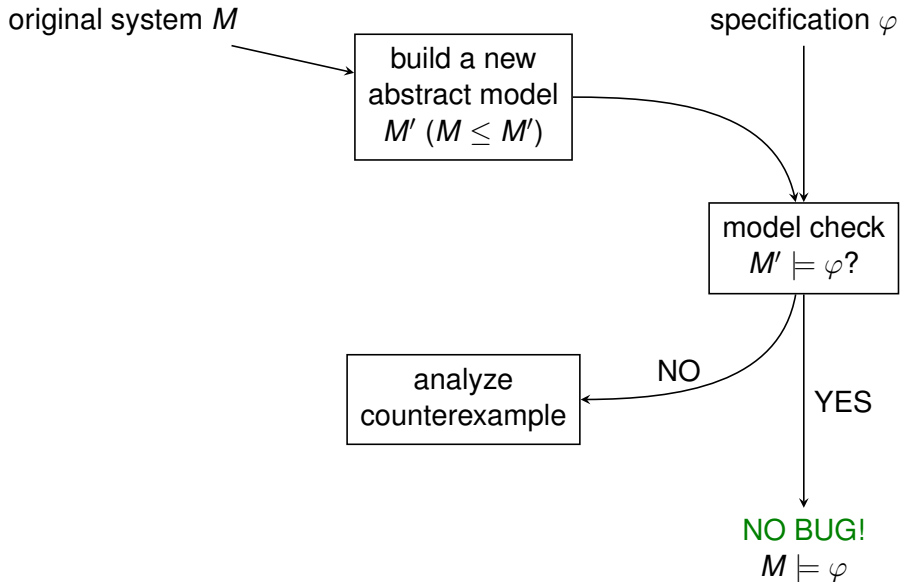 original system M
specification φ
build a new
abstract model
M′ (M ≤ M′)
model check
M′ ⊨ φ?
NO
analyze
counterexample
YES
NO BUG!
M ⊨ φ